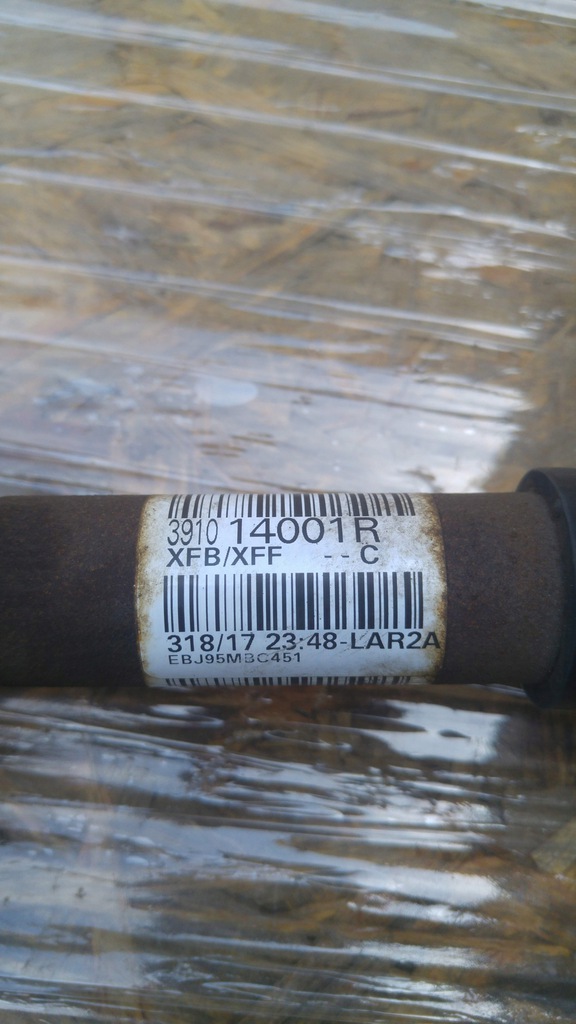 3910 14001R
XFB/XFF - - C
318/17 23:48-LAR2A
EBJ95MBC451